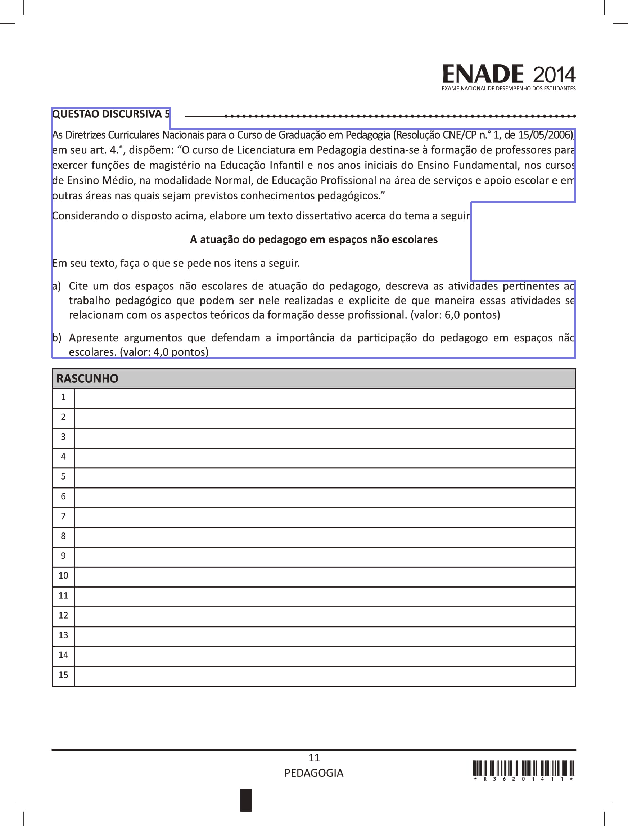 ENADE 2014
EXAME NACIONAL DE DESEMPENHO DOS ESTUDANTES
QUESTÃO DISCURSIVA 5
As Diretrizes Curriculares Nacionais para o Curso de Graduação em Pedagogia (Resolução CNE/CP n.° 1, de 15/05/2006),
em seu art. 4.°, dispõem: “O curso de Licenciatura em Pedagogia destina-se à formação de professores para
exercer funções de magistério na Educação Infantil e nos anos iniciais do Ensino Fundamental, nos cursos
de Ensino Médio, na modalidade Normal, de Educação Profissional na área de serviços e apoio escolar e em
outras áreas nas quais sejam previstos conhecimentos pedagógicos.”
Considerando o disposto acima, elabore um texto dissertativo acerca do tema a seguir.
A atuação do pedagogo em espaços não escolares
Em seu texto, faça o que se pede nos itens a seguir.
a) Cite um dos espaços não escolares de atuação do pedagogo, descreva as atividades pertinentes ao
trabalho pedagógico que podem ser nele realizadas e explicite de que maneira essas atividades se
relacionam com os aspectos teóricos da formação desse profissional. (valor: 6,0 pontos)
b) Apresente argumentos que defendam a importância da participação do pedagogo em espaços não
escolares. (valor: 4,0 pontos)
RASCUNHO
1
2
3
4
5
6
7
8
9
10
11
12
13
14
15
11
PEDAGOGIA
* R 3 6 2 0 1 4 1 1 *